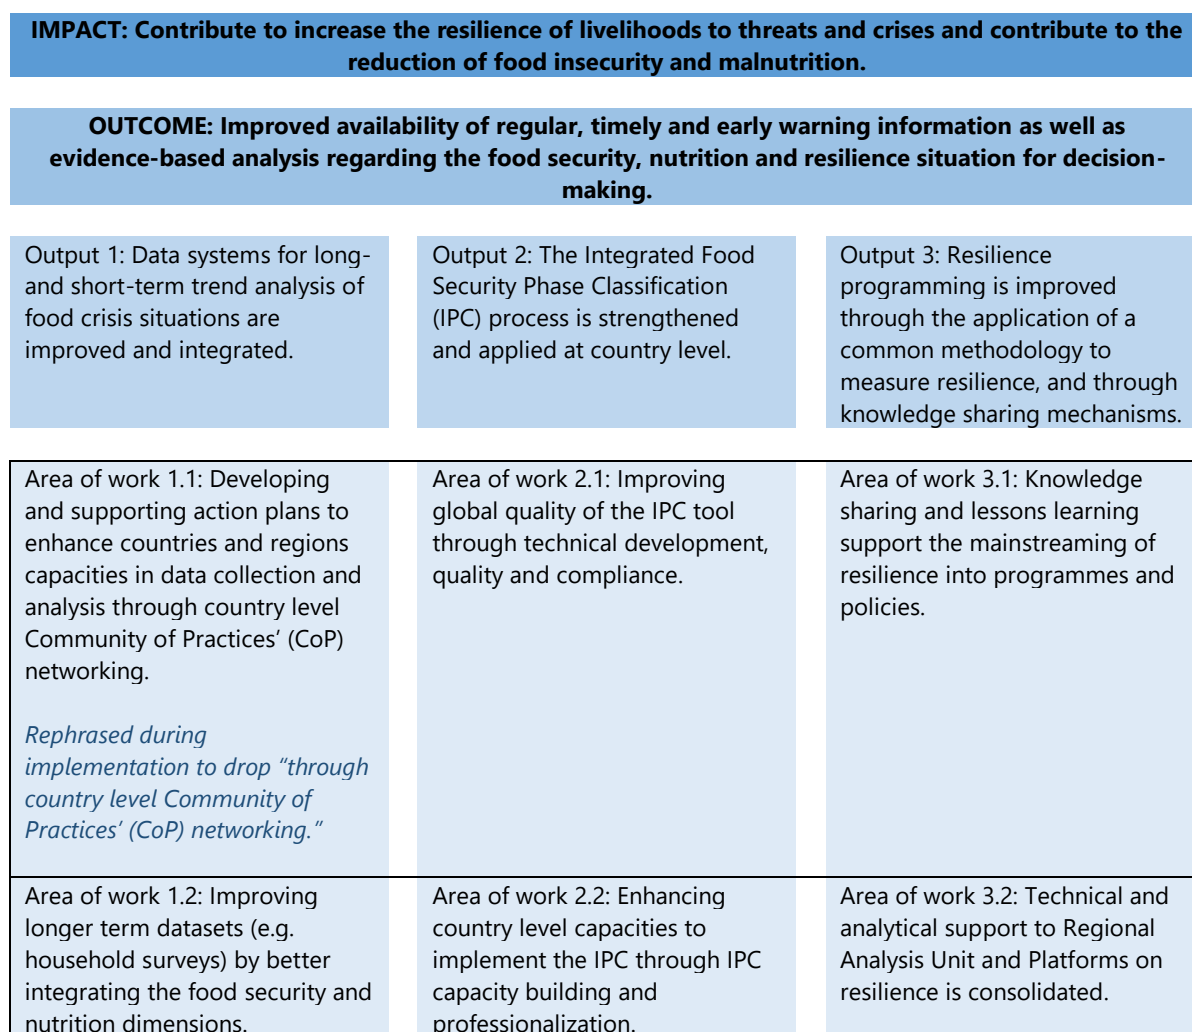 IMPACT: Contribute to increase the resilience of livelihoods to threats and crises and contribute to the
reduction of food insecurity and malnutrition.
OUTCOME: Improved availability of regular, timely and early warning information as well as
evidence-based analysis regarding the food security, nutrition and resilience situation for decision-
making.
Output 1: Data systems for long-
and short-term trend analysis of
food crisis situations are
improved and integrated.
Output 2: The Integrated Food
Security Phase Classification
(IPC) process is strengthened
and applied at country level.
Output 3: Resilience
programming is improved
through the application of a
common methodology to
measure resilience, and through
knowledge sharing mechanisms.
Area of work 1.1: Developing
and supporting action plans to
enhance countries and regions
capacities in data collection and
analysis through country level
Community of Practices’ (CoP)
networking.
Rephrased during
implementation to drop “through
country level Community of
Practices’ (CoP) networking.”
Area of work 2.1: Improving
global quality of the IPC tool
through technical development,
quality and compliance.
Area of work 3.1: Knowledge
sharing and lessons learning
support the mainstreaming of
resilience into programmes and
policies.
Area of work 1.2: Improving
longer term datasets (e.g.
household surveys) by better
integrating the food security and
nutrition dimensions.
Area of work 2.2: Enhancing
country level capacities to
implement the IPC through IPC
capacity building and
professionalization.
Area of work 3.2: Technical and
analytical support to Regional
Analysis Unit and Platforms on
resilience is consolidated.